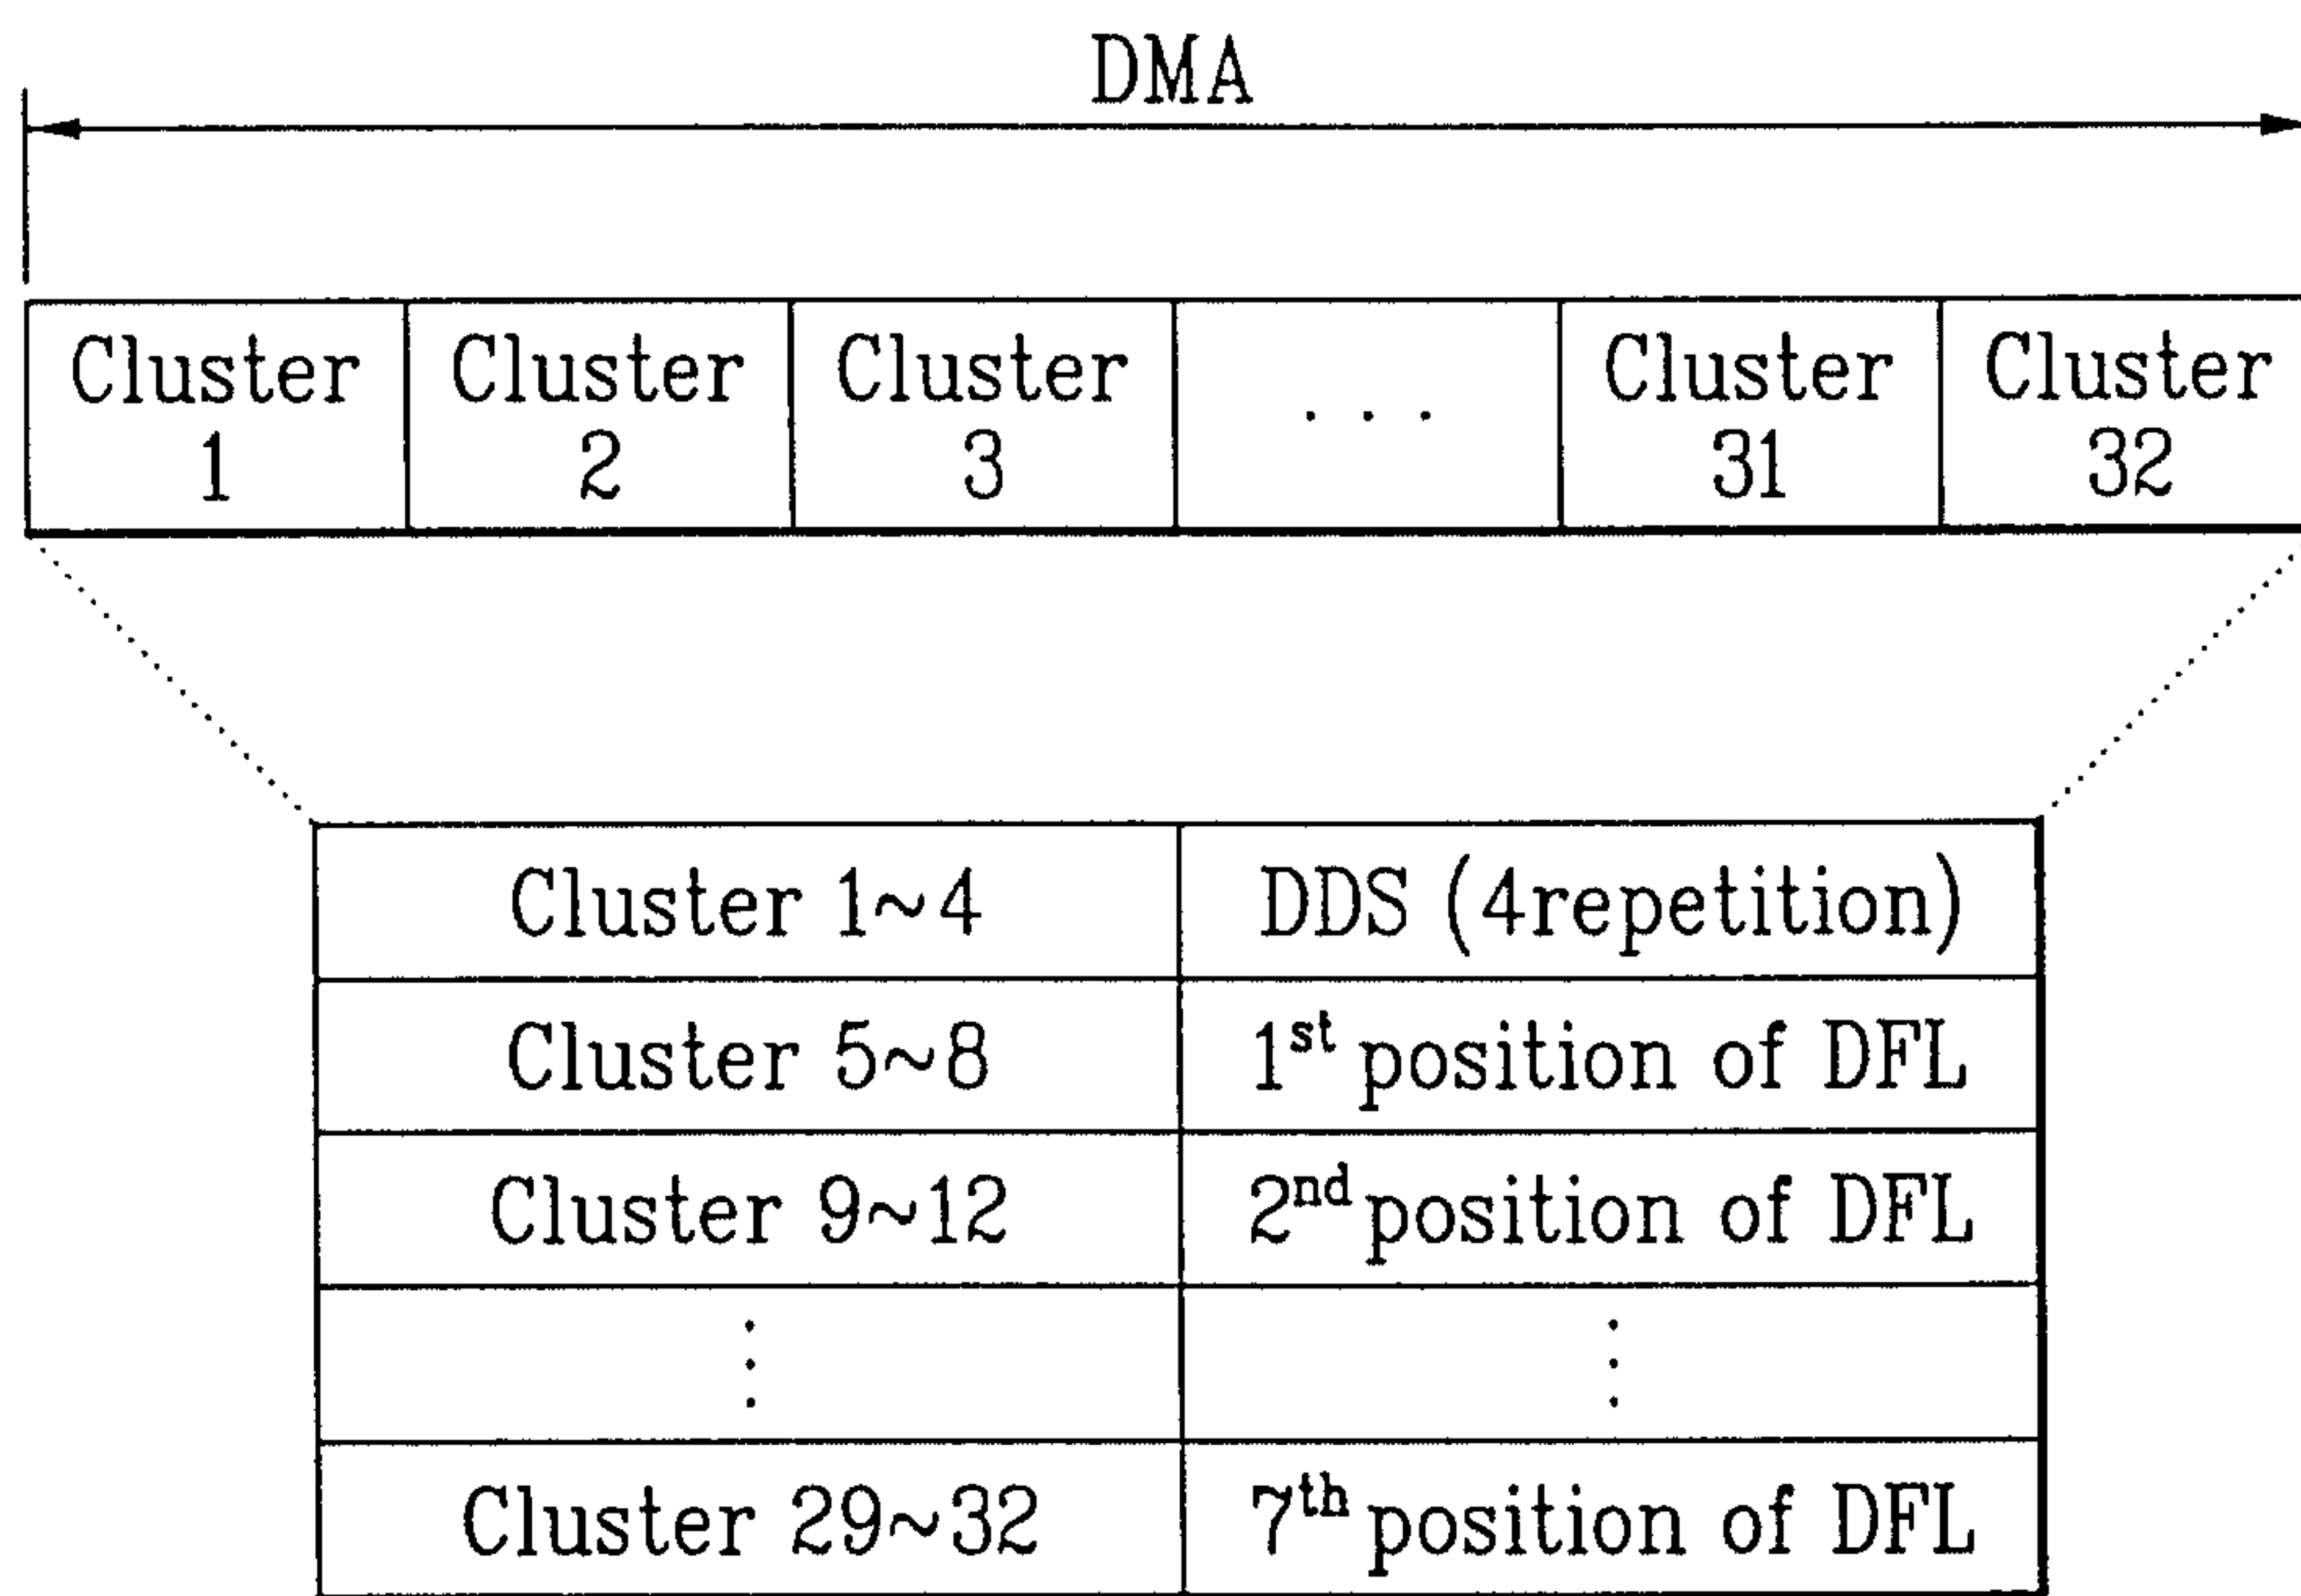 DMA
Cluster 1
Cluster 2
Cluster 3
. . .
Cluster 31
Cluster 32
Cluster 1~4 DDS (4repetition)
Cluster 5~8 1st position of DFL
Cluster 9~12 2nd position of DFL
Cluster 29~32 7th position of DFL